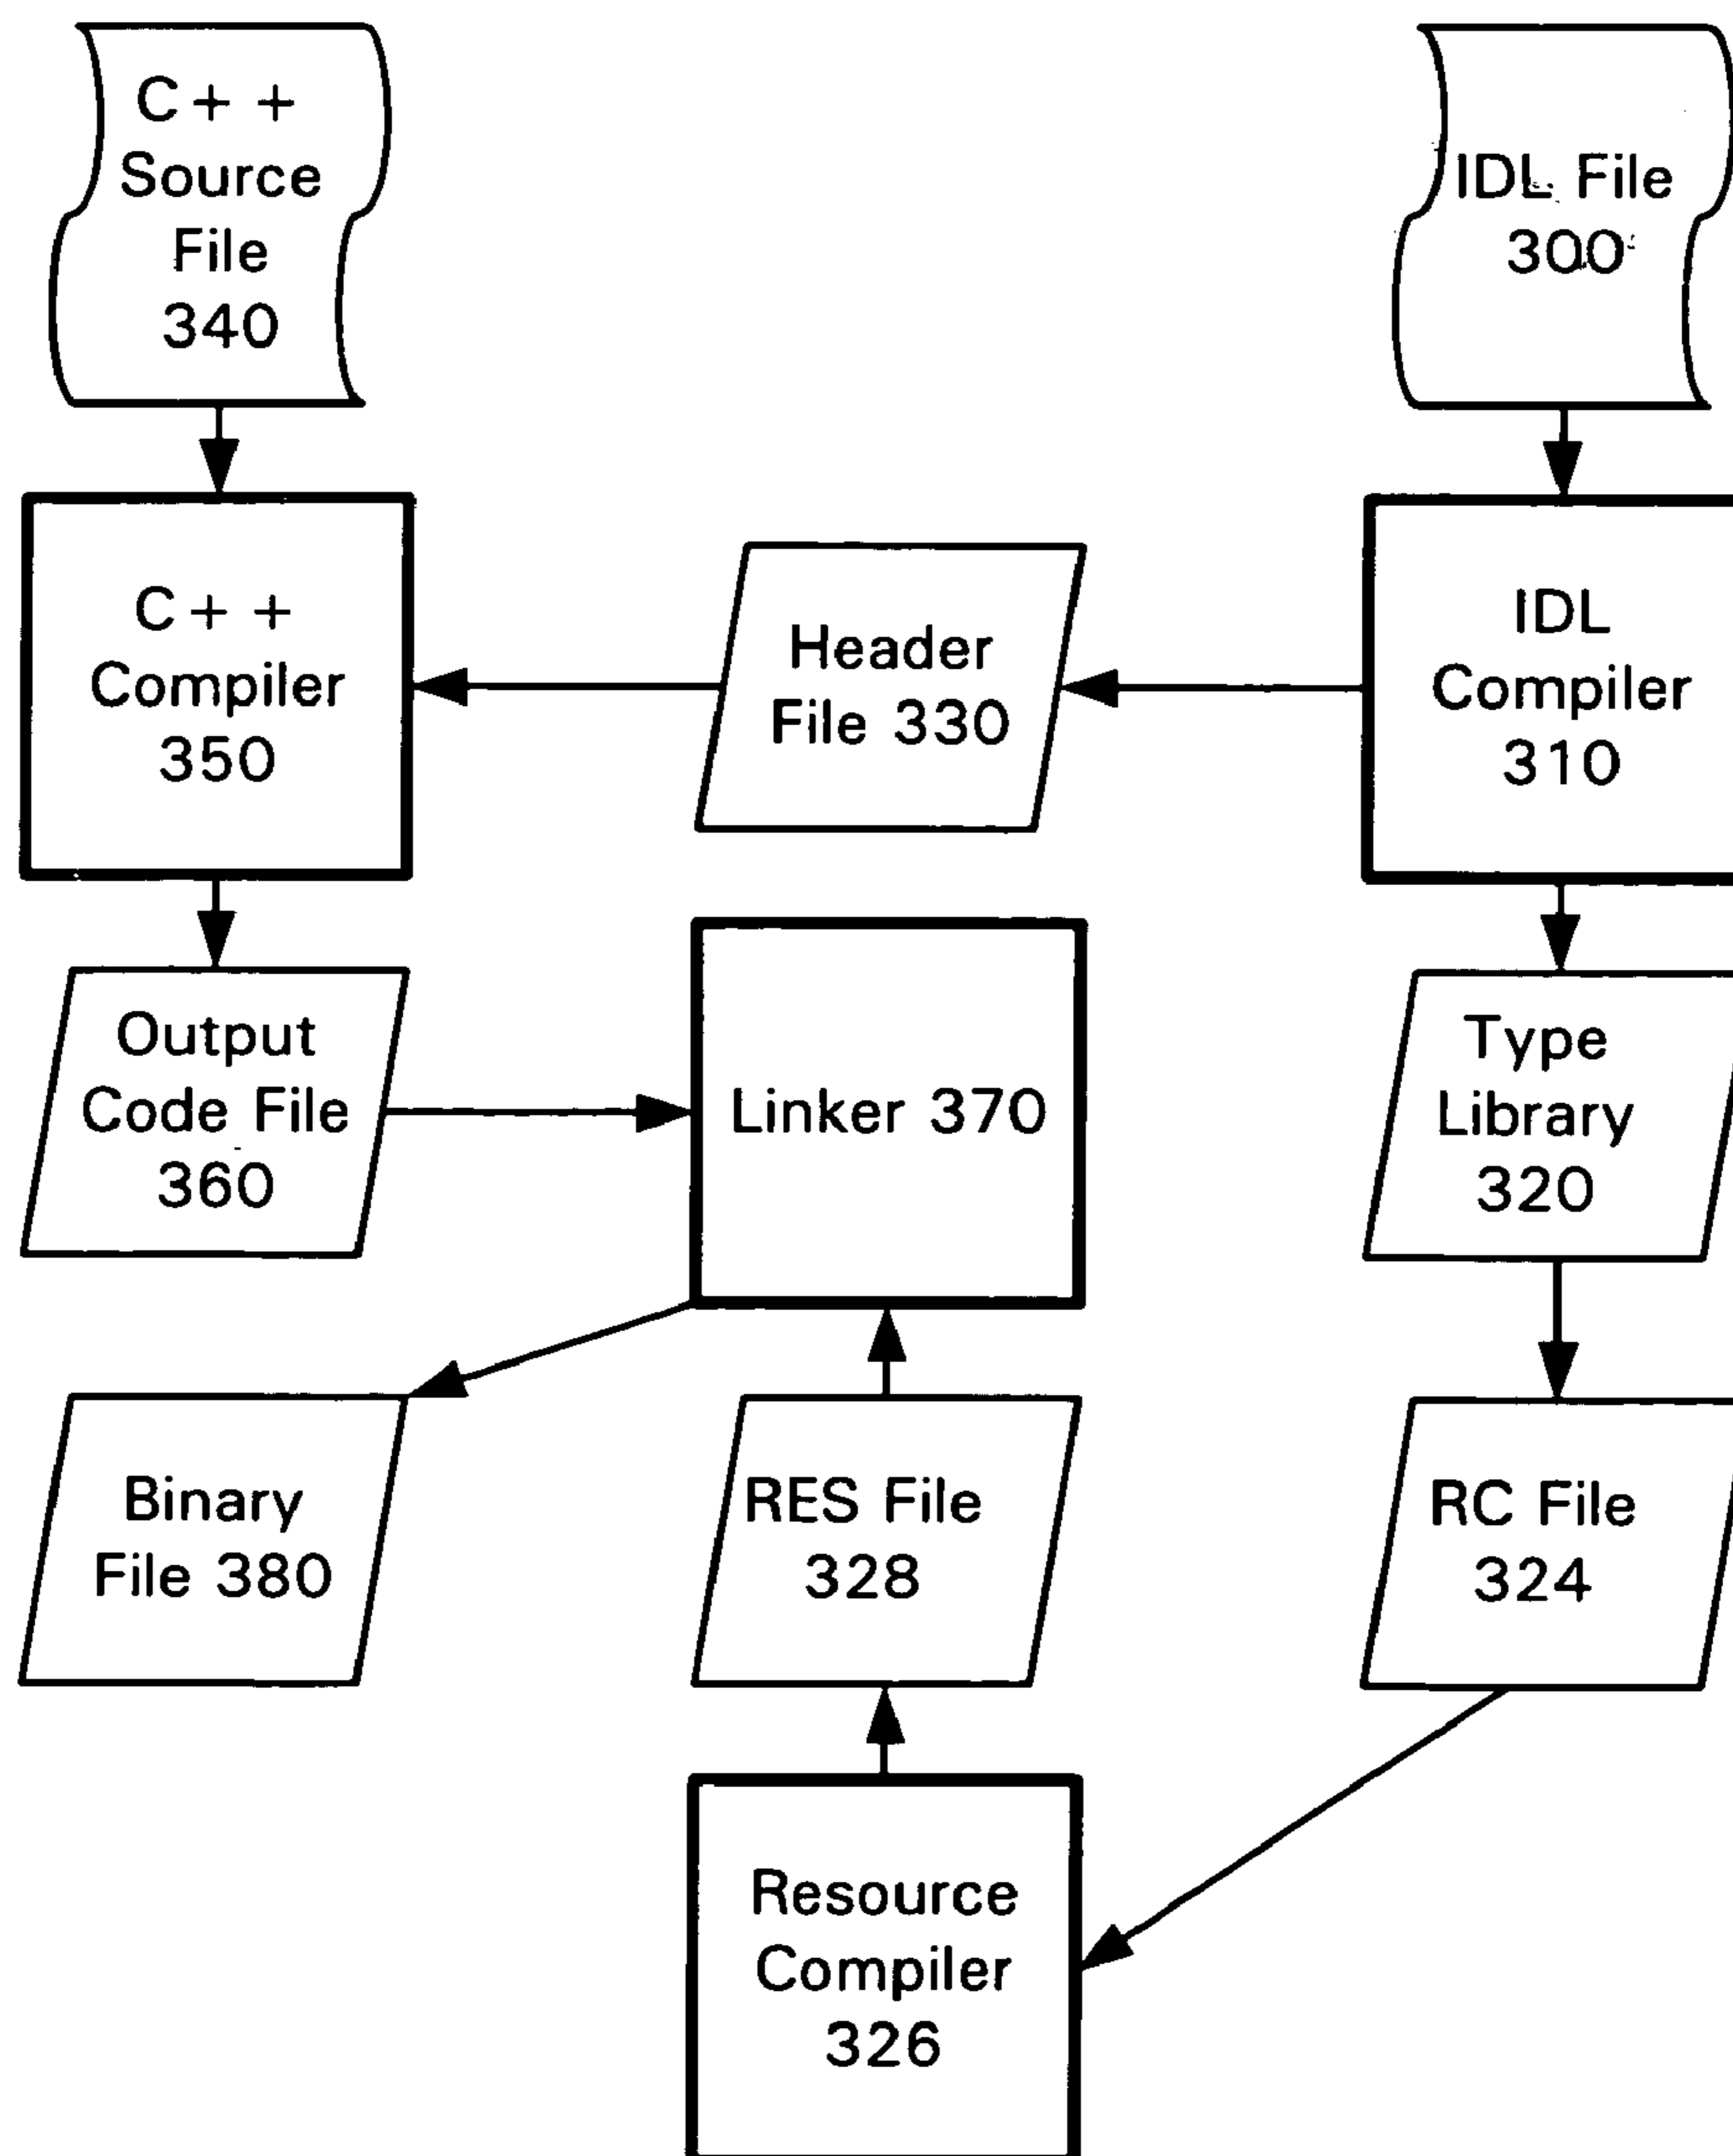 C++
Source
File
340
IDL File
300
C++
Compiler
350
Header
File 330
IDL
Compiler
310
Output
Code File
360
Linker 370
Type
Library
320
Binary
File 380
RES File
328
RC File
324
Resource
Compiler
326